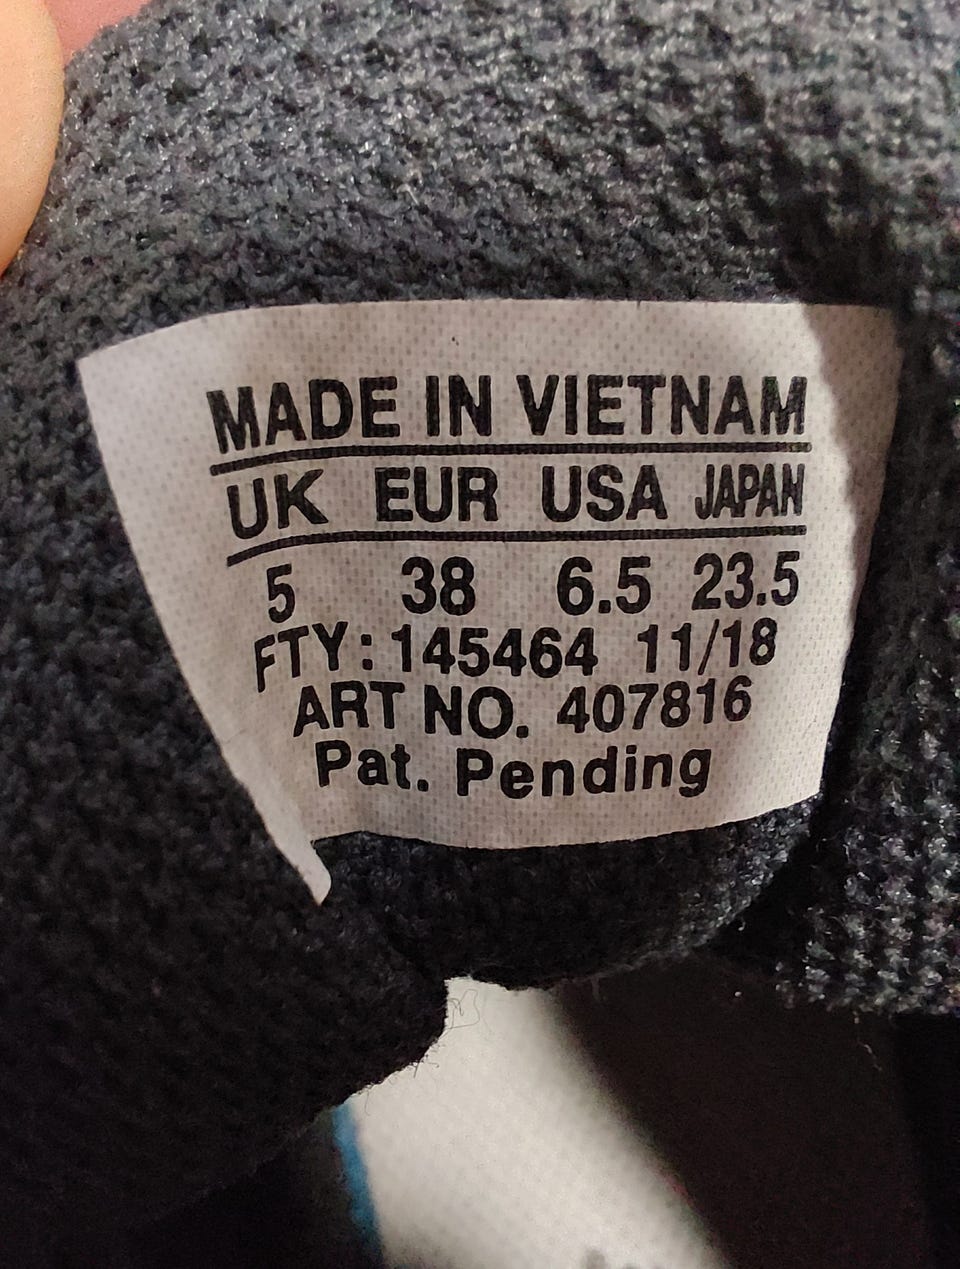 MADE IN VIETNAM
UK EUR USA JAPAN
5 38 6.5 23.5
FTY: 145464 11/18
ART NO. 407816
Pat. Pending